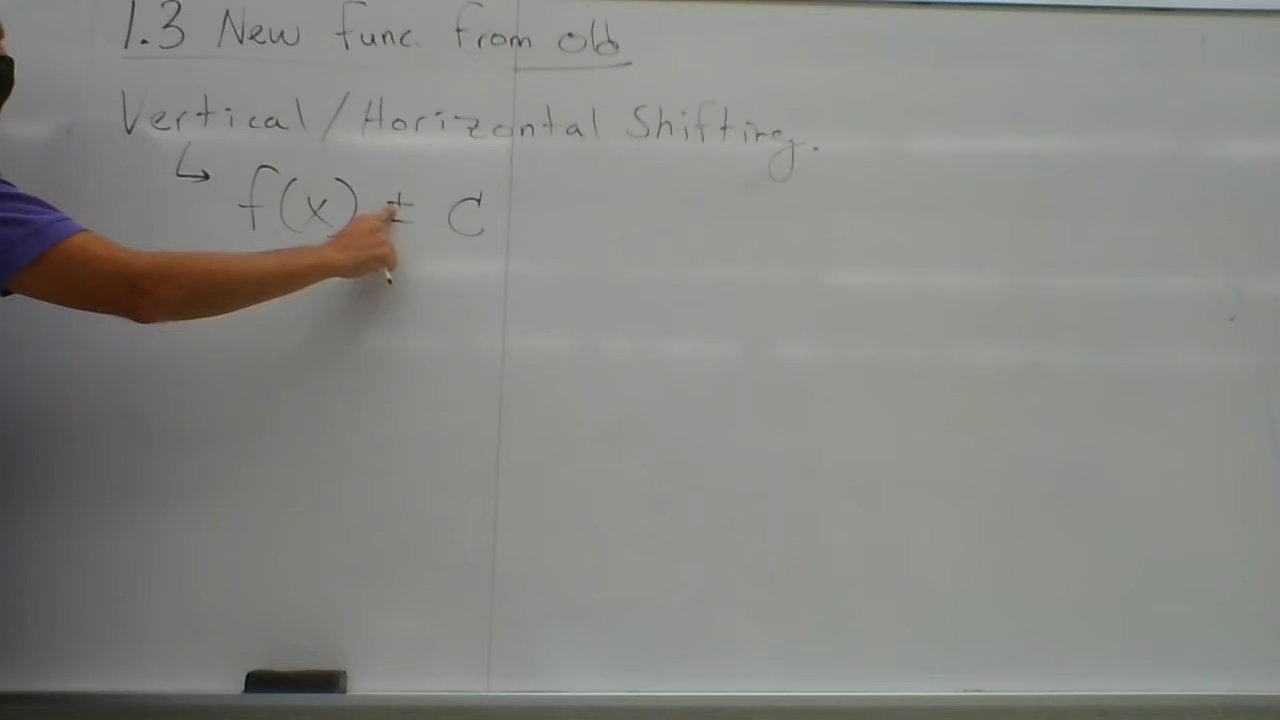 1.3 New func. from old
Vertical/Horizontal Shifting.
↳ f(x) ± C